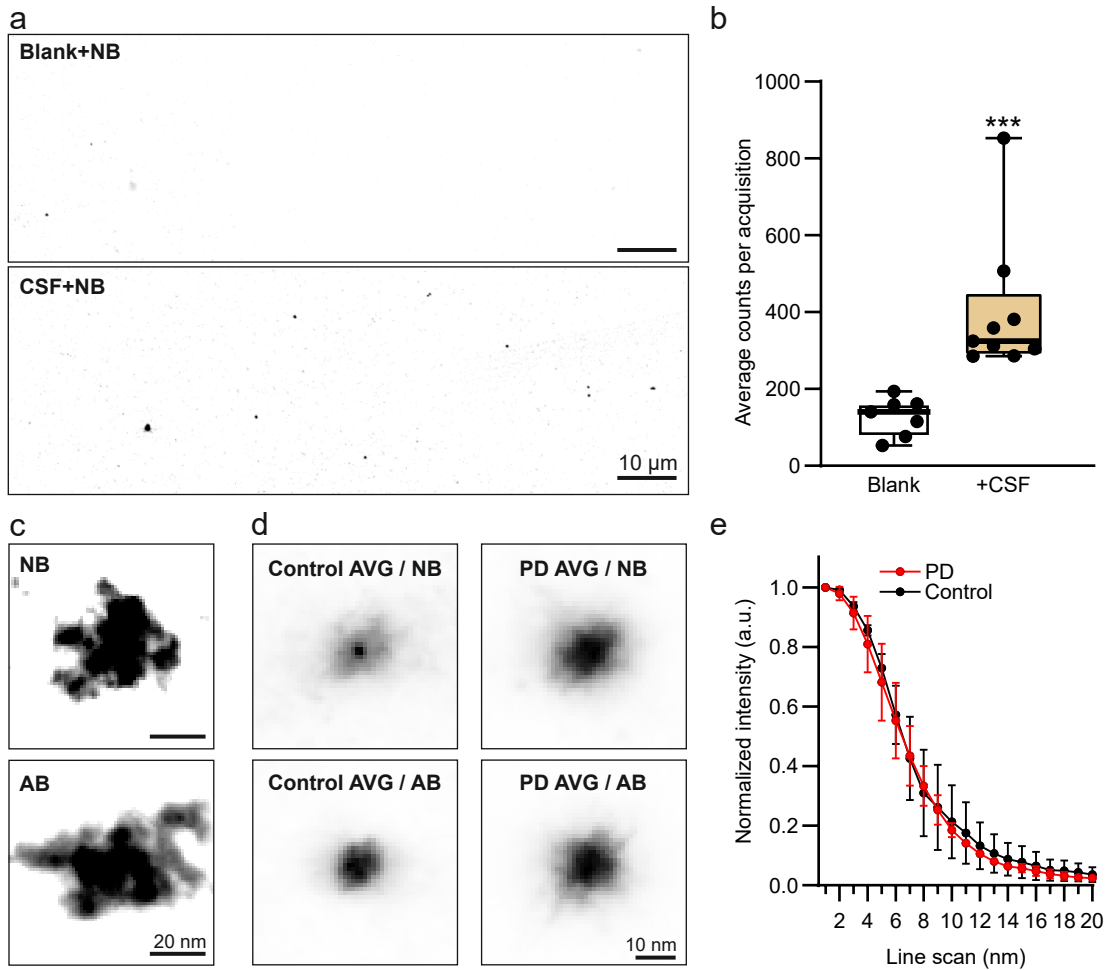 a
Blank+NB
CSF+NB
10 µm
b
Average counts per acquisition
1000
800
600
400
200
0
***
Blank
+CSF
c
NB
AB
20 nm
d
Control AVG / NB
PD AVG / NB
Control AVG / AB
PD AVG / AB
10 nm
e
Normalized intensity (a.u.)
1.0
0.8
0.6
0.4
0.2
0.0
PD
Control
2 4 6 8 10 12 14 16 18 20
Line scan (nm)